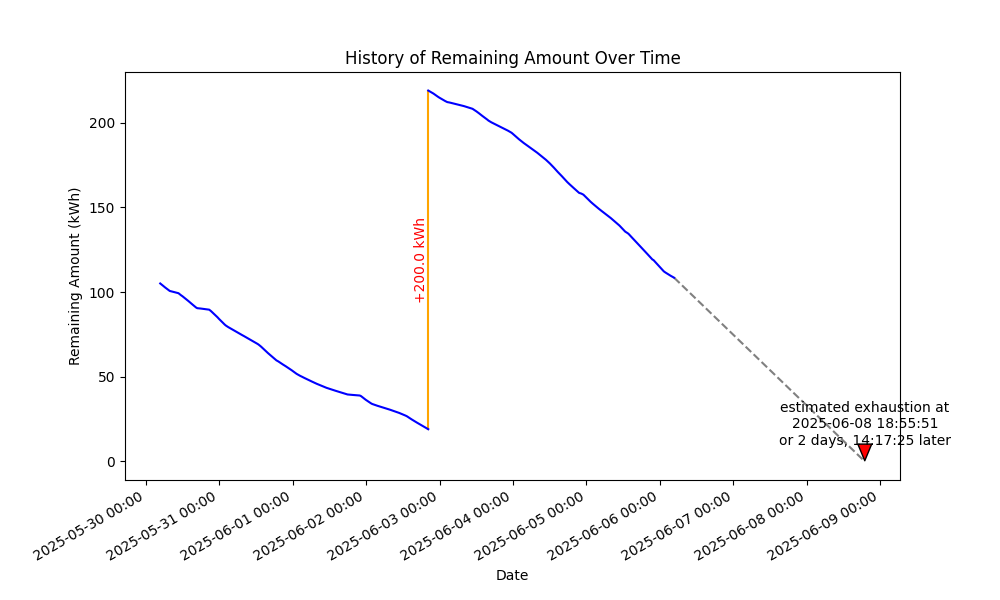 History of Remaining Amount Over Time
Remaining Amount (kWh)
200
150
100
50
0
+200.0 kWh
estimated exhaustion at
2025-06-08 18:55:51
or 2 days, 14:17:25 later
2025-05-30 00:00
2025-05-31 00:00
2025-06-01 00:00
2025-06-02 00:00
2025-06-03 00:00
2025-06-04 00:00
2025-06-05 00:00
2025-06-06 00:00
2025-06-07 00:00
2025-06-08 00:00
2025-06-09 00:00
Date